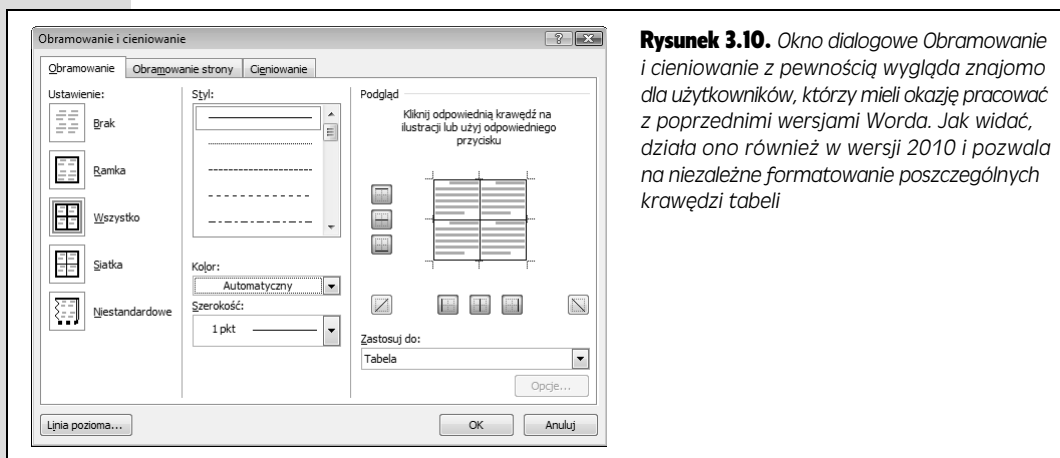 Obramowanie i cieniowanie
Obramowanie
Obramowanie strony
Cieniowanie
Ustawienie:
Brak
Ramka
Wszystko
Siatka
Niestandardowe
Styl:
Kolor:
Automatyczny
Szerokość:
1 pkt
Podgląd
Kliknij odpowiednią krawędź na
ilustracji lub użyj odpowiedniego
przycisku
Zastosuj do:
Tabela
Opcje...
Linia pozioma...
OK
Anuluj
Rysunek 3.10. Okno dialogowe Obramowanie
i cieniowanie z pewnością wygląda znajomo
dla użytkowników, którzy mieli okazję pracować
z poprzednimi wersjami Worda. Jak widać,
działa ono również w wersji 2010 i pozwala
na niezależne formatowanie poszczególnych
krawędzi tabeli